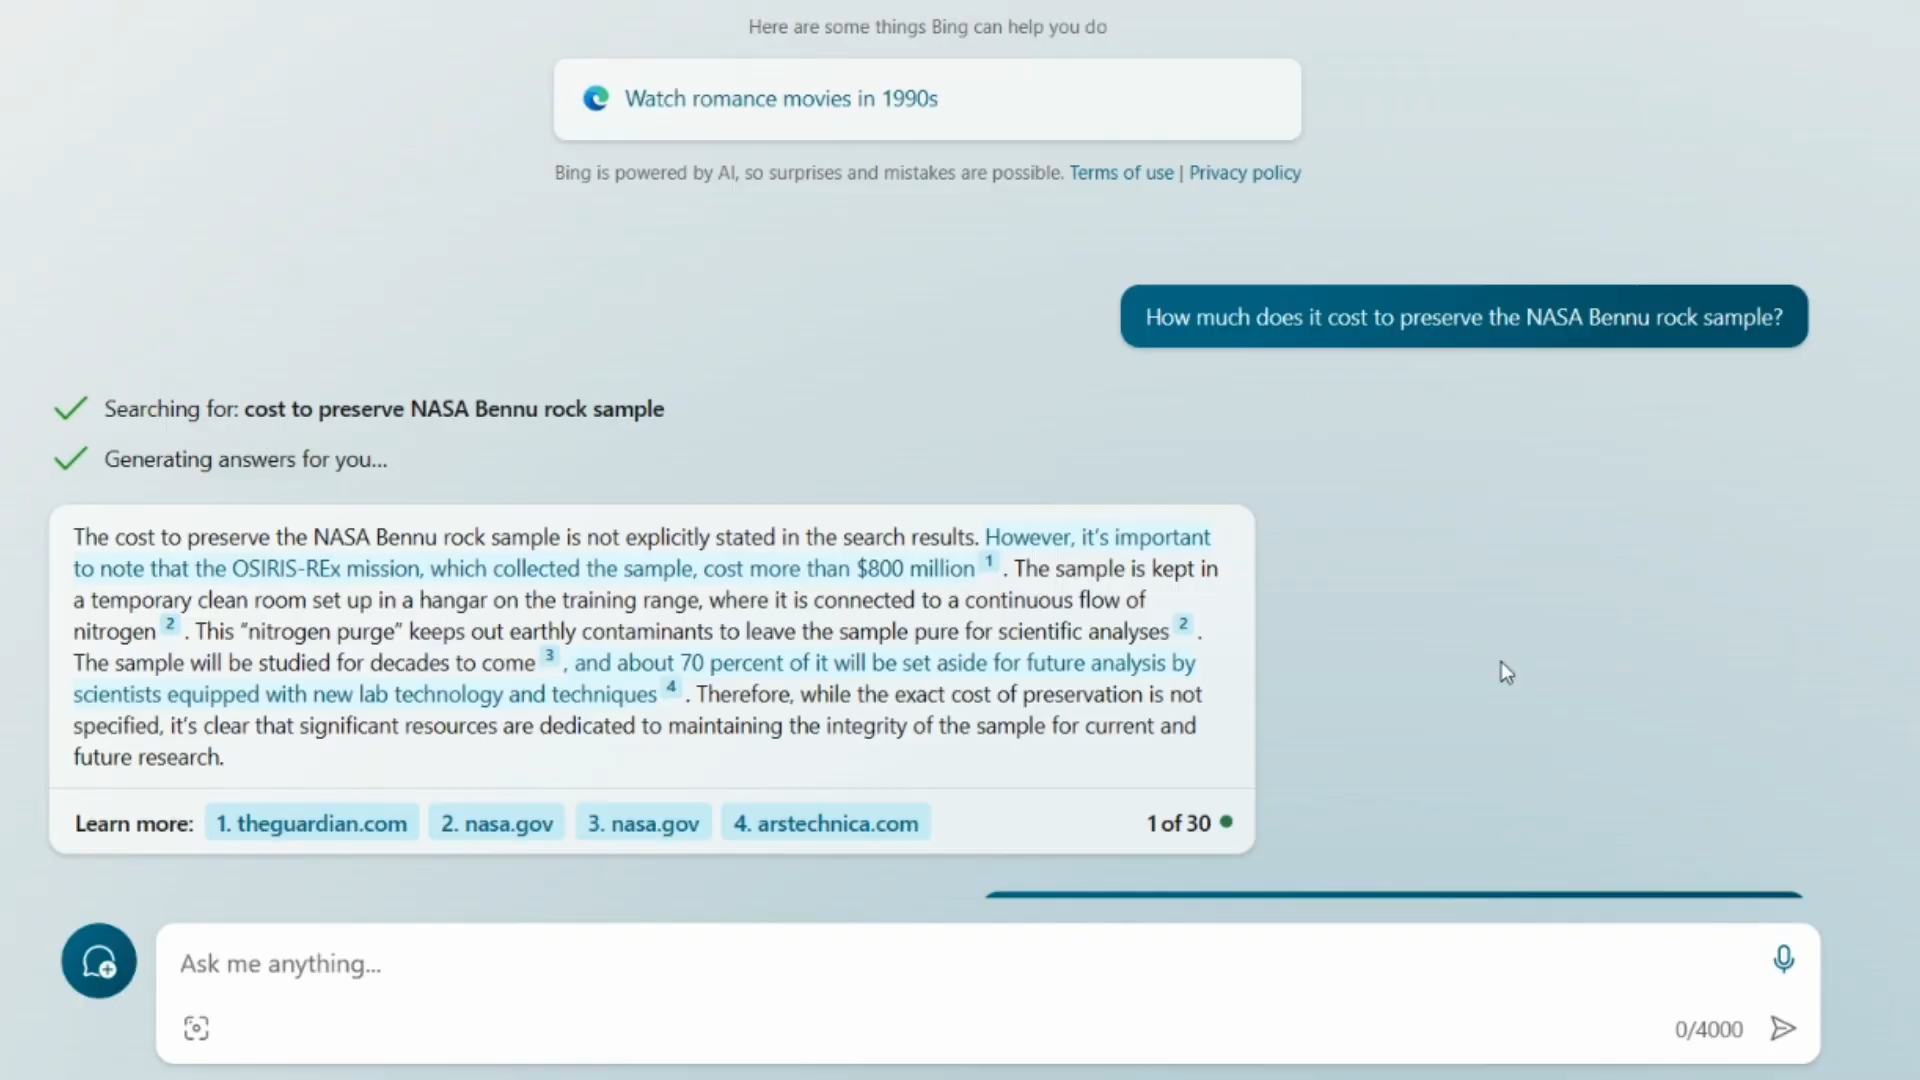 Here are some things Bing can help you do
Watch romance movies in 1990s
Bing is powered by AI, so surprises and mistakes are possible. Terms of use | Privacy policy
How much does it cost to preserve the NASA Bennu rock sample?
Searching for: cost to preserve NASA Bennu rock sample
Generating answers for you...
The cost to preserve the NASA Bennu rock sample is not explicitly stated in the search results. However, it's important
to note that the OSIRIS-REx mission, which collected the sample, cost more than $800 million 1 . The sample is kept in
a temporary clean room set up in a hangar on the training range, where it is connected to a continuous flow of
nitrogen 2 . This “nitrogen purge” keeps out earthly contaminants to leave the sample pure for scientific analyses 2 .
The sample will be studied for decades to come 3 , and about 70 percent of it will be set aside for future analysis by
scientists equipped with new lab technology and techniques 4 . Therefore, while the exact cost of preservation is not
specified, it's clear that significant resources are dedicated to maintaining the integrity of the sample for current and
future research.
Learn more: 1. theguardian.com 2. nasa.gov 3. nasa.gov 4. arstechnica.com 1 of 30
Ask me anything...
0/4000